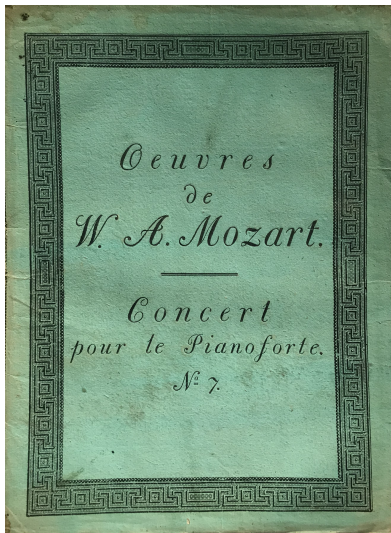 Oeuvres
de
W. A. Mozart.
Concert
pour le Pianoforte.
No 7.